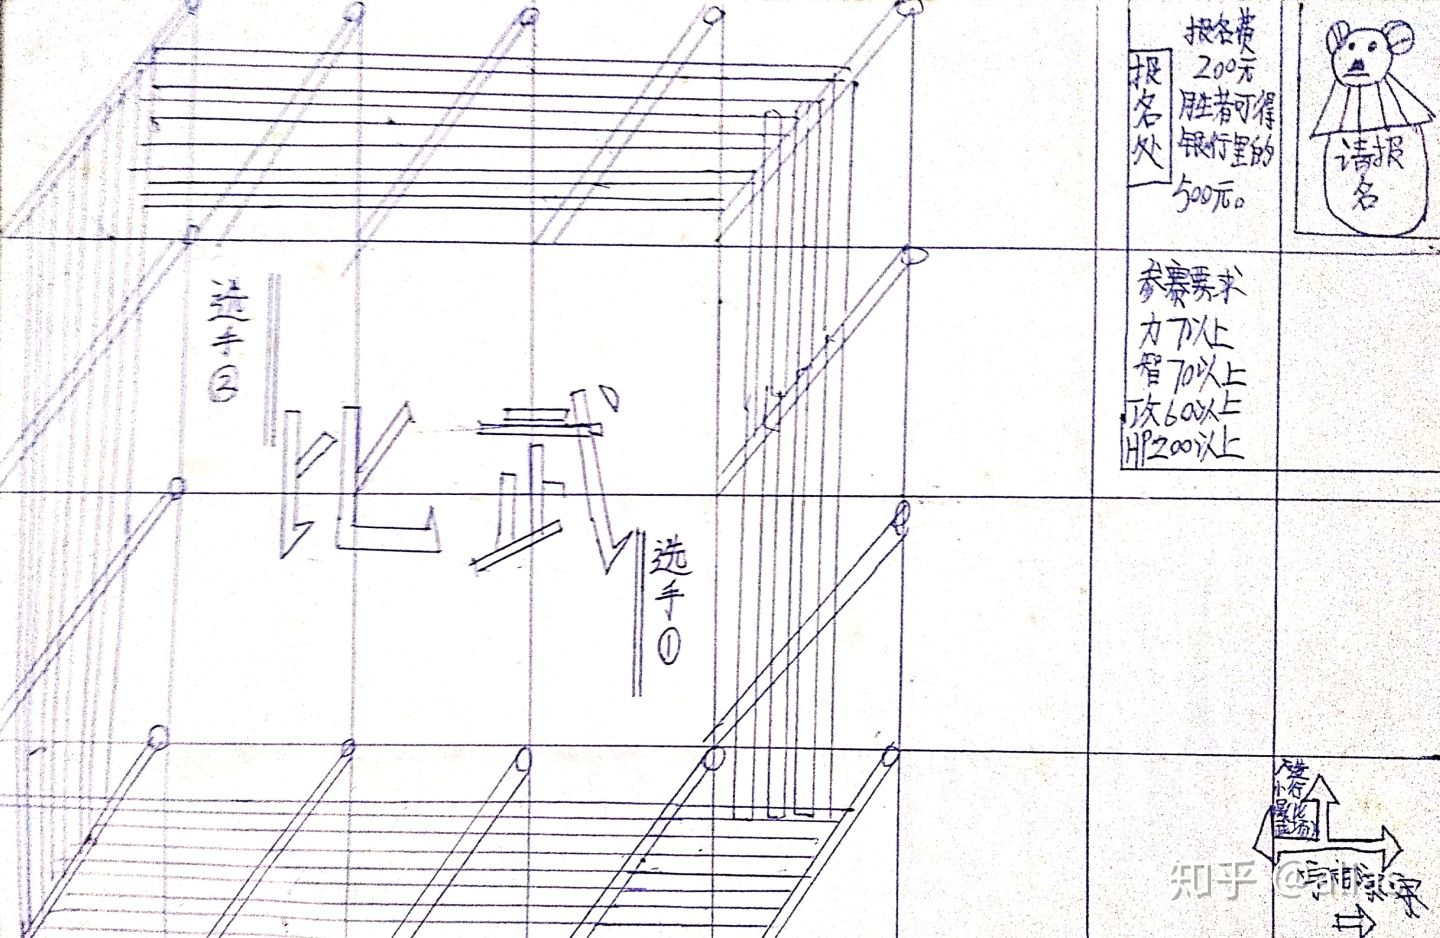 报名处
报名费
200元
胜者可得
银行里的
500元。
请报
名
参赛要求
力70以上
智70以上
攻60以上
HP200以上
选手②
比武
选手①
知乎